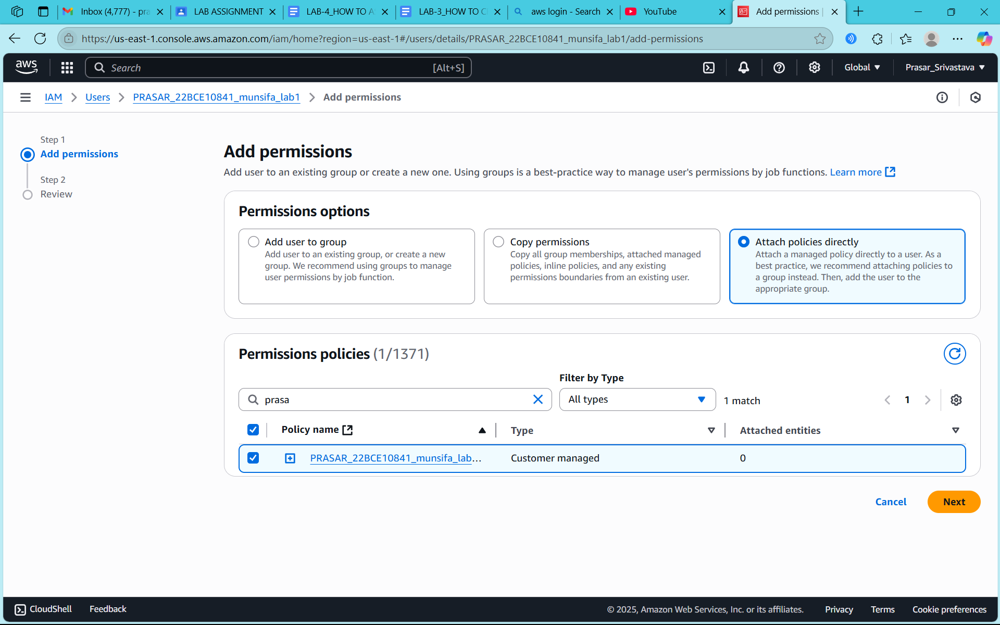 Inbox (4,777) - pra
LAB ASSIGNMENT
LAB-4_HOW TO A
LAB-3_HOW TO C
aws login - Search
YouTube
Add permissions |
https://us-east-1.console.aws.amazon.com/iam/home?region=us-east-1#/users/details/PRASAR_22BCE10841_munsifa_lab1/add-permissions
aws
Search
[Alt+S]
Global
Prasar_Srivastava
IAM
Users
PRASAR_22BCE10841_munsifa_lab1
Add permissions
Step 1
Add permissions
Step 2
Review
Add permissions
Add user to an existing group or create a new one. Using groups is a best-practice way to manage user's permissions by job functions. Learn more
Permissions options
Add user to group
Add user to an existing group, or create a new
group. We recommend using groups to manage
user permissions by job function.
Copy permissions
Copy all group memberships, attached managed
policies, inline policies, and any existing
permissions boundaries from an existing user.
Attach policies directly
Attach a managed policy directly to a user. As a
best practice, we recommend attaching policies to
a group instead. Then, add the user to the
appropriate group.
Permissions policies (1/1371)
Filter by Type
prasa
All types
1 match
1
Policy name
Type
Attached entities
PRASAR_22BCE10841_munsifa_lab...
Customer managed
0
Cancel
Next
CloudShell
Feedback
© 2025, Amazon Web Services, Inc. or its affiliates.
Privacy
Terms
Cookie preferences